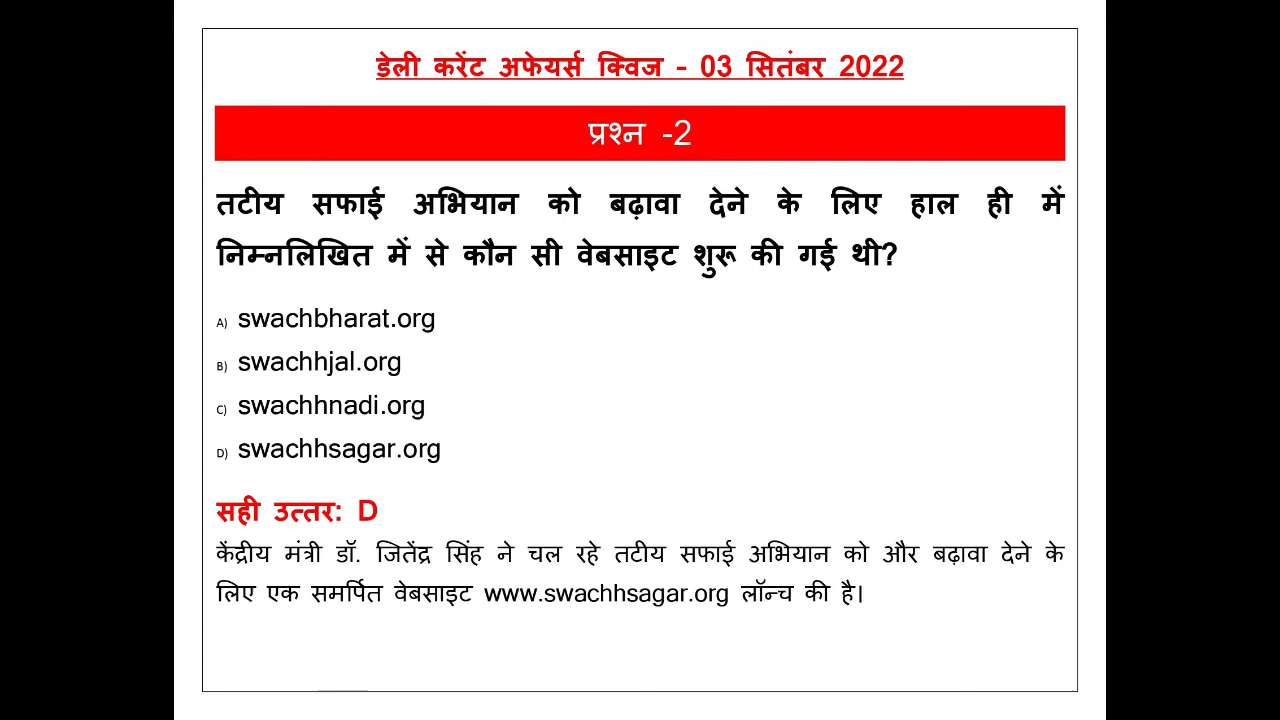 डेली करेंट अफेयर्स क्विज - 03 सितंबर 2022
प्रश्न -2
तटीय सफाई अभियान को बढ़ावा देने के लिए हाल ही में
निम्नलिखित में से कौन सी वेबसाइट शुरू की गई थी?
A) swachbharat.org
B) swachhjal.org
C) swachhnadi.org
D) swachhsagar.org
सही उत्तर: D
केंद्रीय मंत्री डॉ. जितेंद्र सिंह ने चल रहे तटीय सफाई अभियान को और बढ़ावा देने के
लिए एक समर्पित वेबसाइट www.swachhsagar.org लॉन्च की है।